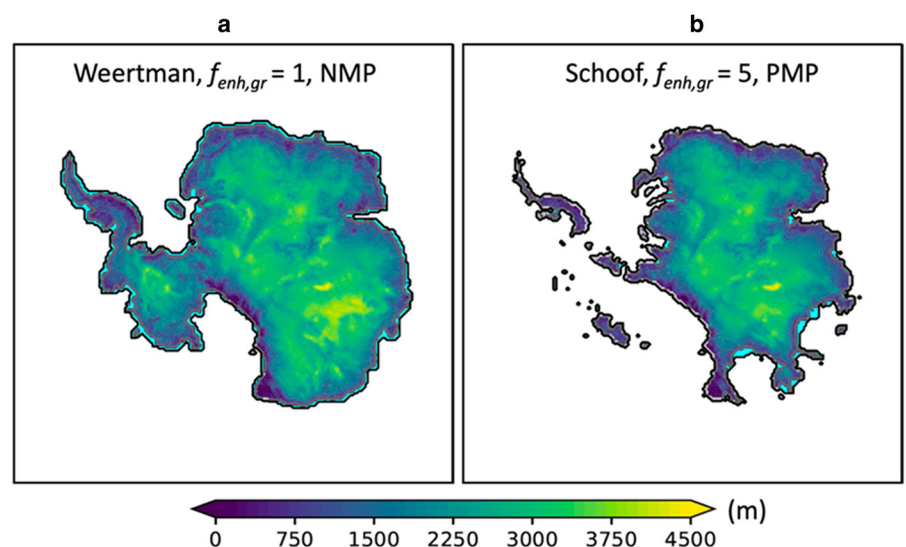 a
b
Weertman, f_enh,gr = 1, NMP
Schoof, f_enh,gr = 5, PMP
0 750 1500 2250 3000 3750 4500 (m)